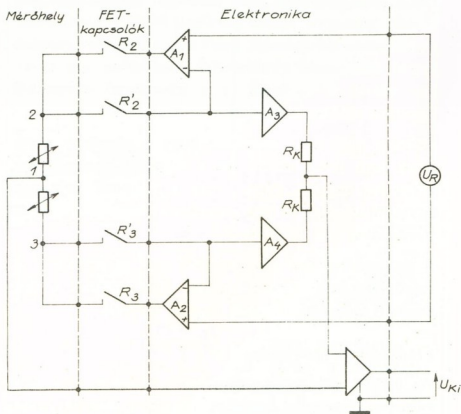 Mérőhely
FET-
kapcsolók
Elektronika
R2
A1
+
-
2
R'2
A3
RK
1
UR
RK
3
R'3
A4
R3
-
A2
+
UKi